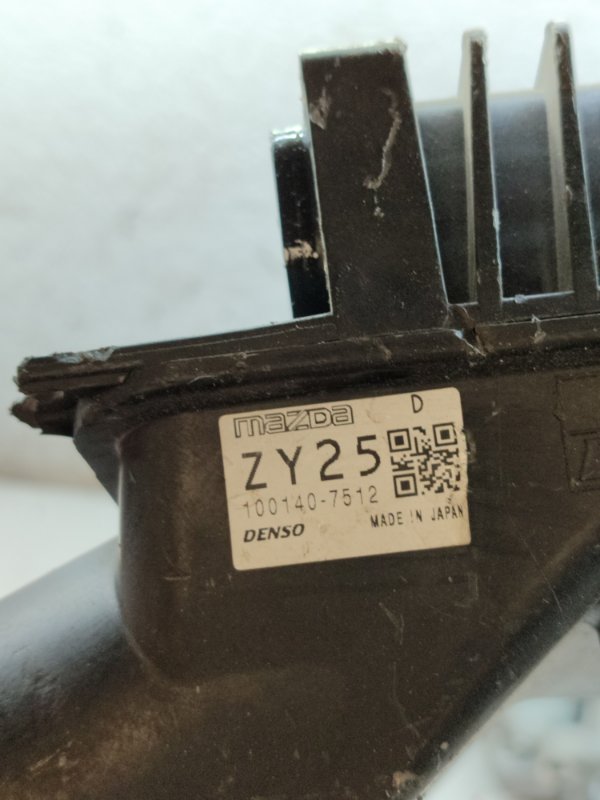 mazda D
ZY25
100140-7512
DENSO MADE IN JAPAN